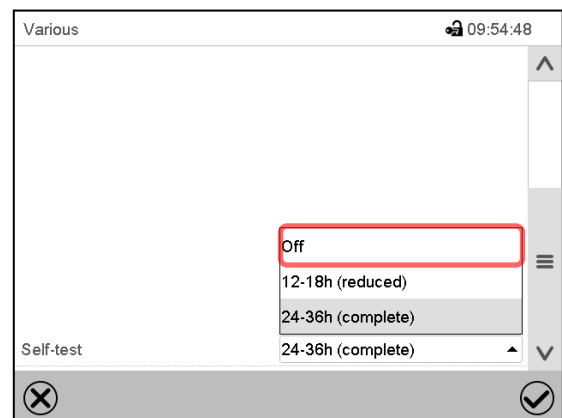 Various 09:54:48
Off
12-18h (reduced)
24-36h (complete)
Self-test 24-36h (complete)